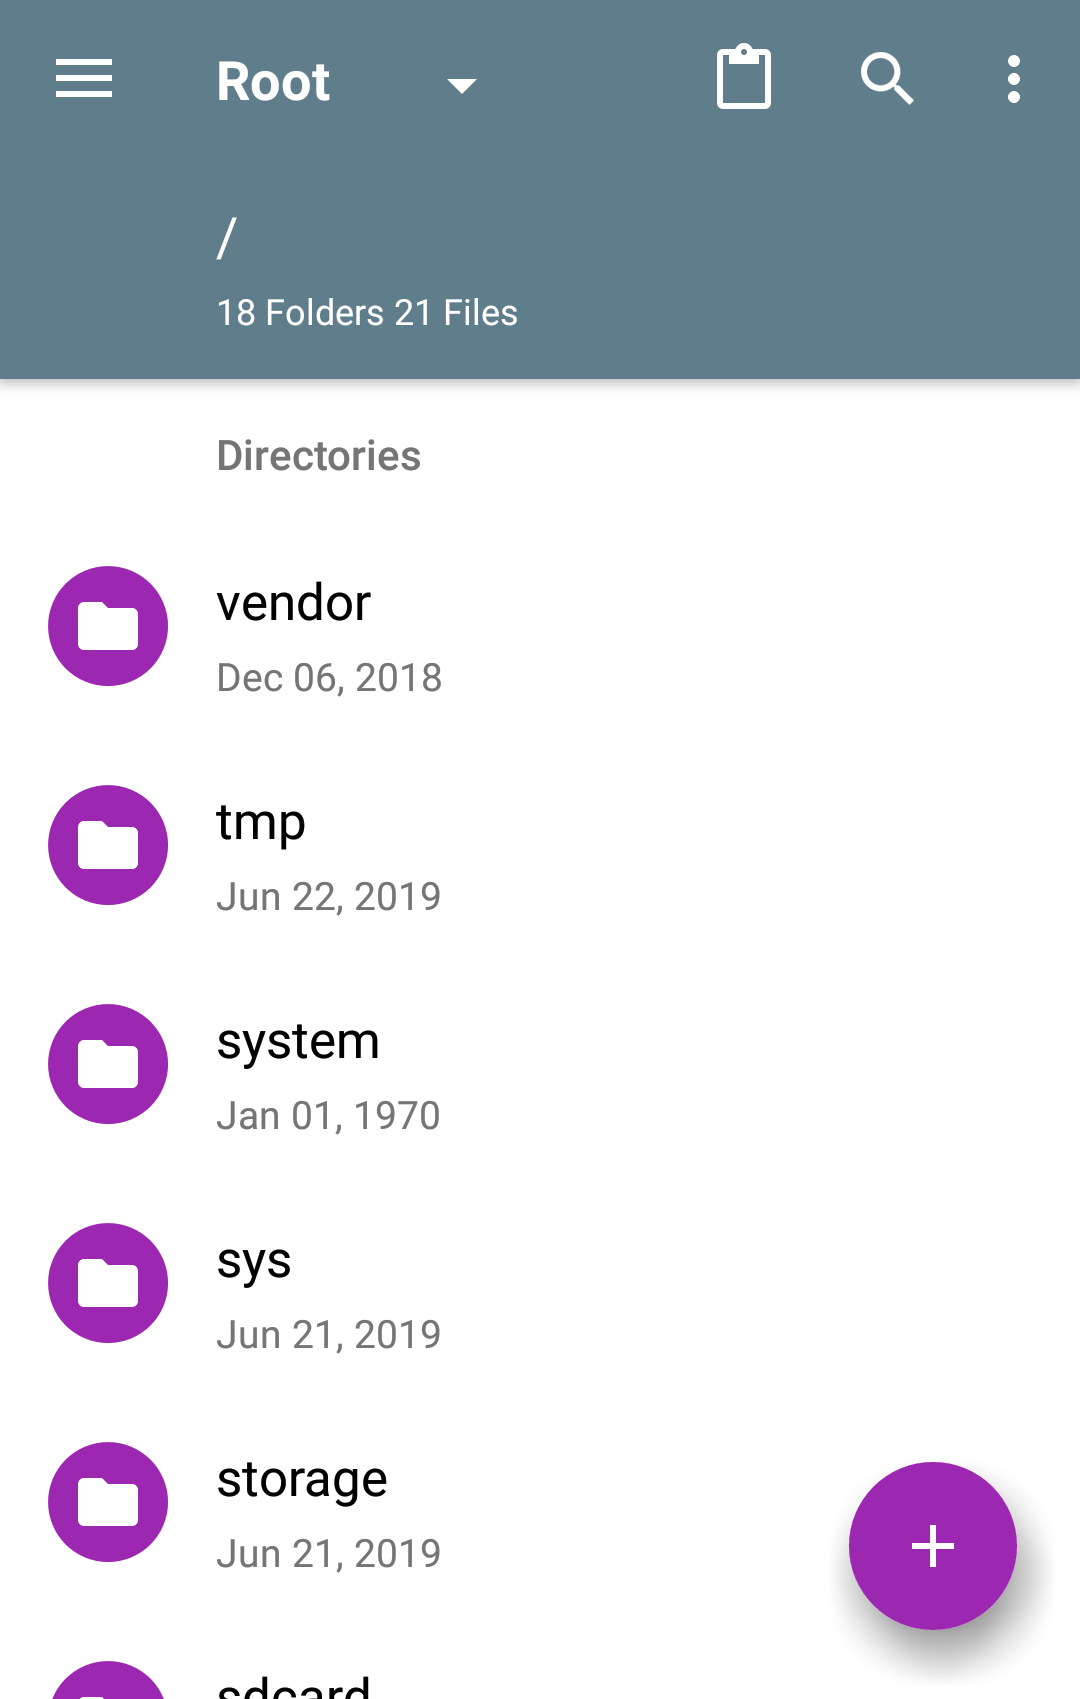 Root
/
18 Folders 21 Files
Directories
vendor
Dec 06, 2018
tmp
Jun 22, 2019
system
Jan 01, 1970
sys
Jun 21, 2019
storage
Jun 21, 2019
sdcard